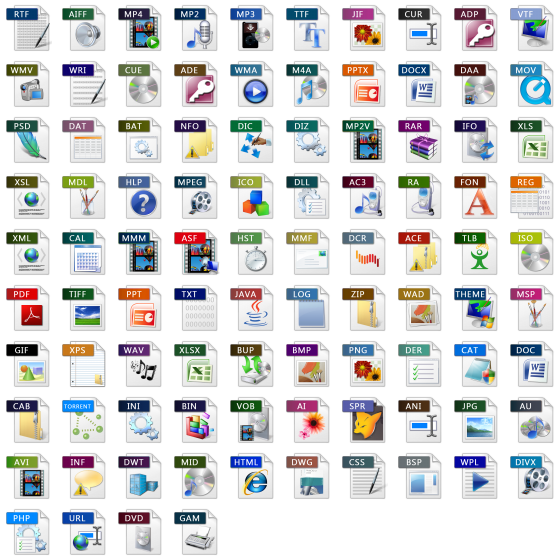 RTF AIFF MP4 MP2 MP3 TTF JIF CUR ADP VTF
WMV WRI CUE ADE WMA M4A PPTX DOCX DAA MOV
PSD DAT BAT NFO DIC DIZ MP2V RAR IFO XLS
XSL MDL HLP MPEG ICO DLL AC3 RA FON REG
XML CAL MMM ASF HST MMF DCR ACE TLB ISO
PDF TIFF PPT TXT JAVA LOG ZIP WAD THEME MSP
GIF XPS WAV XLSX BUP BMP PNG DER CAT DOC
CAB TORRENT INI BIN VOB AI SPR ANI JPG AU
AVI INF DWT MID HTML DWG CSS BSP WPL DIVX
PHP URL DVD GAM